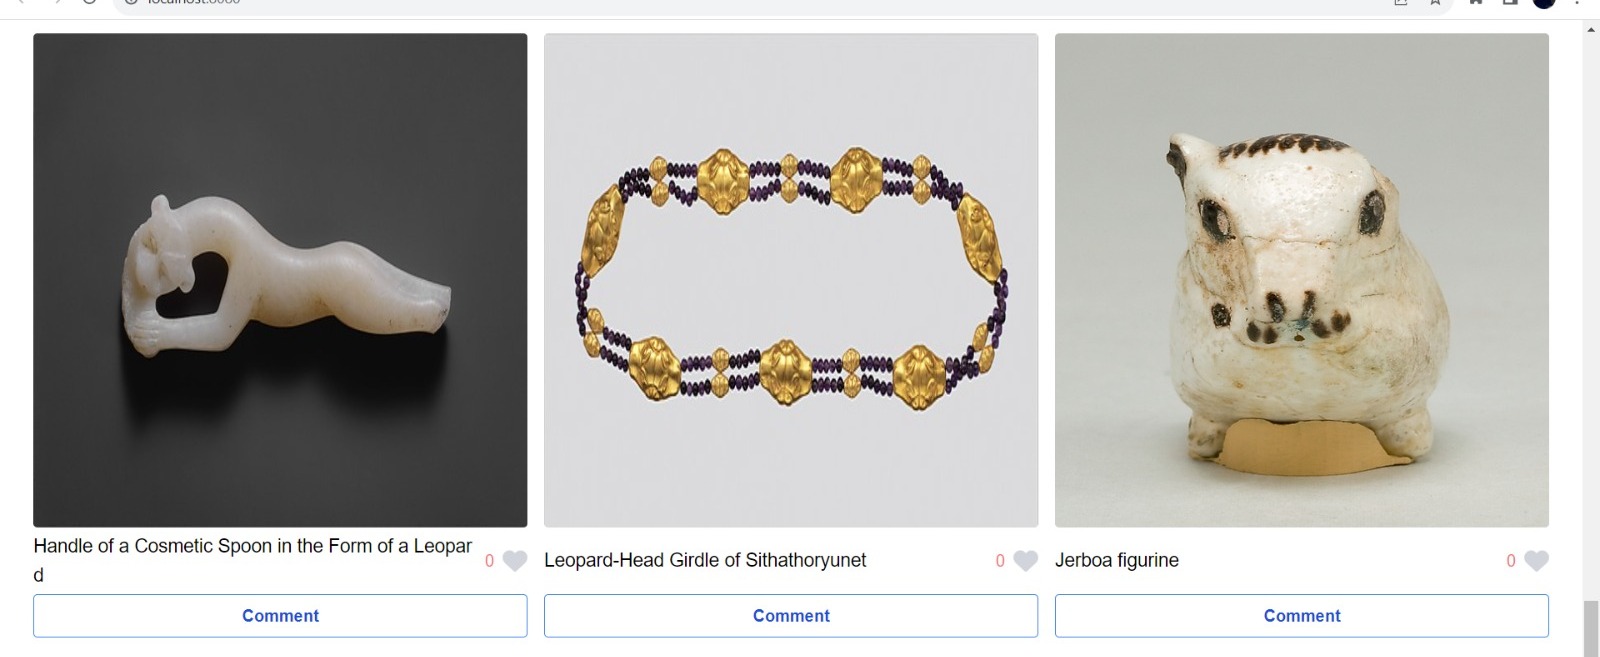 Handle of a Cosmetic Spoon in the Form of a Leopar
d
0
Leopard-Head Girdle of Sithathoryunet
0
Jerboa figurine
0
Comment
Comment
Comment